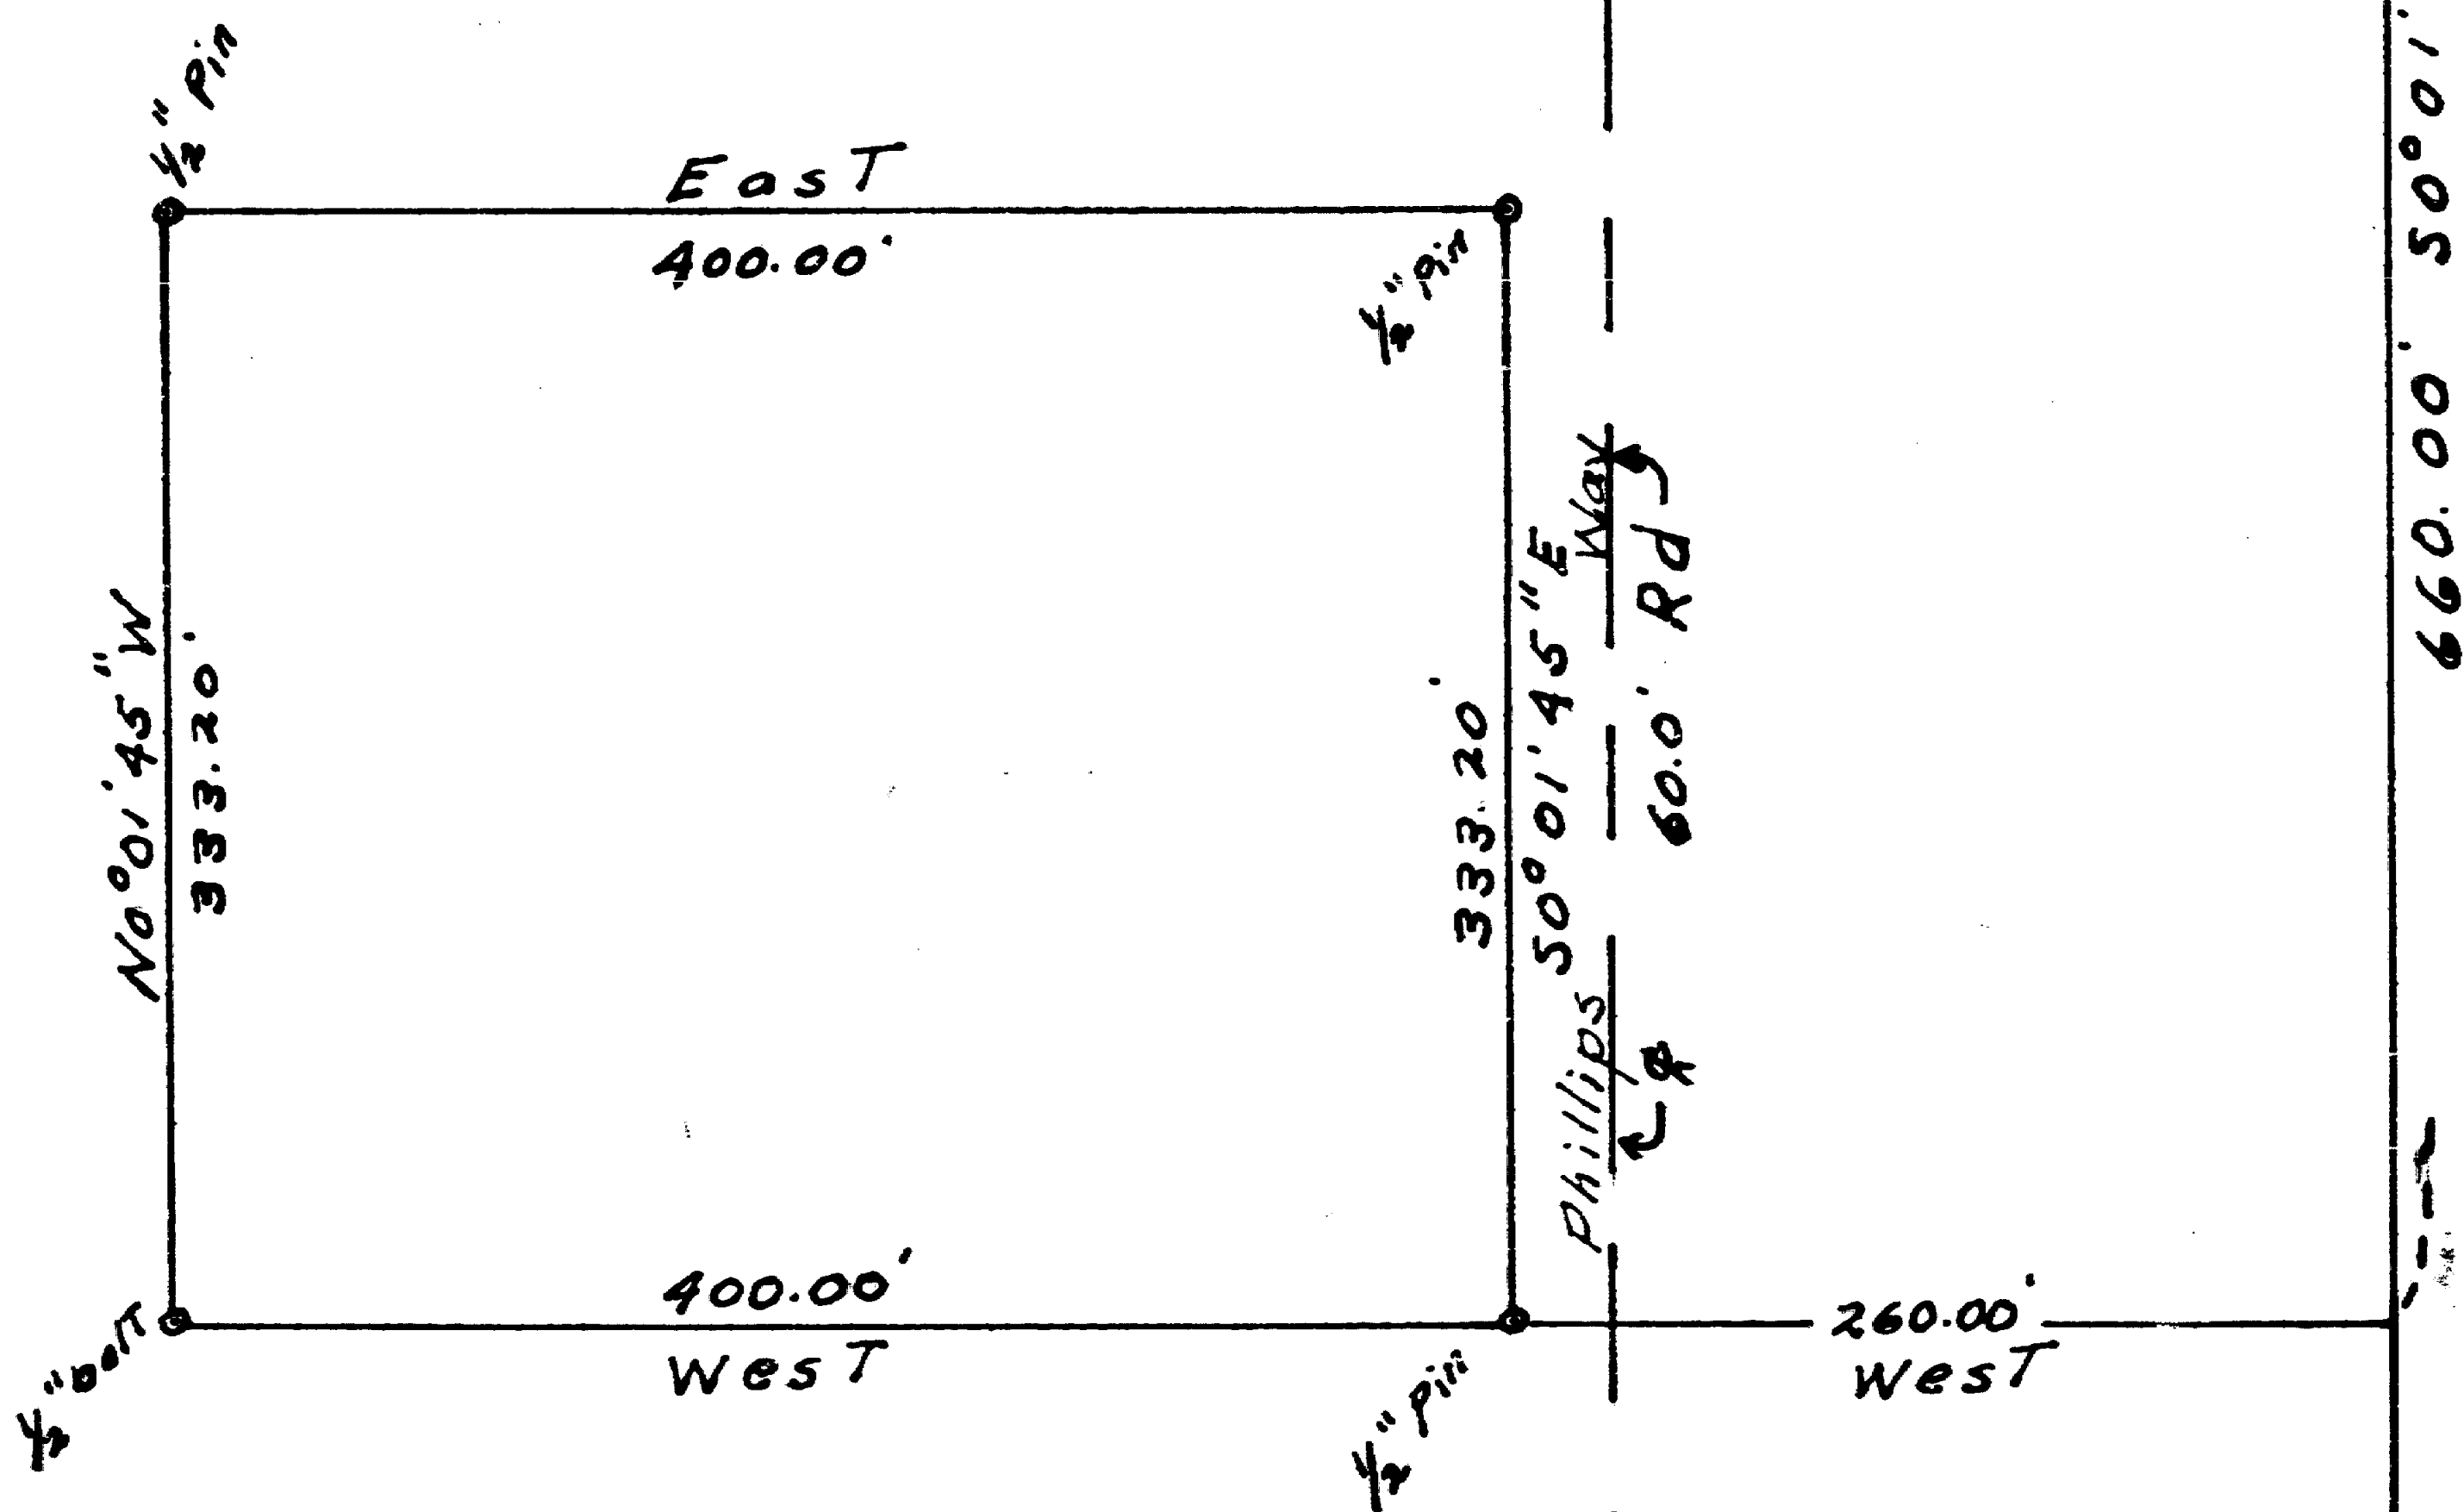 1/2" pin
EasT
400.00'
1/2" pin
N0°01'45"W
333.20'
333.20'
S0°01'45"E
Phillips Way
60.0' Rd
660.00' S0°01'
400.00'
WesT
260.00'
WesT
1/2"
1/2" pin